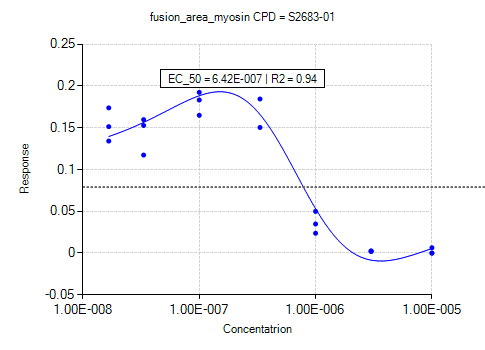 fusion_area_myosin CPD = S2683-01
0.25
0.2
EC_50 = 6.42E-007 | R2 = 0.94
0.15
Response
0.1
0.05
0
-0.05
1.00E-008 1.00E-007 1.00E-006 1.00E-005
Concentatrion